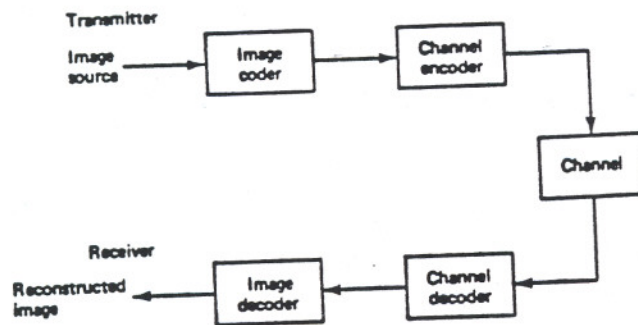 Transmitter
Image
source
Image
coder
Channel
encoder
Channel
Receiver
Reconstructed
image
Image
decoder
Channel
decoder